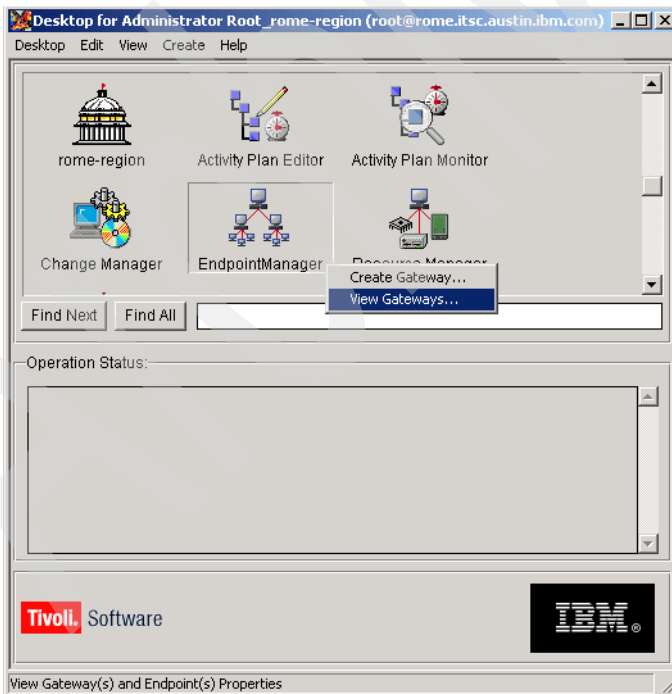 Desktop for Administrator Root_rome-region (root@rome.itsc.austin.ibm.com)
Desktop Edit View Create Help
rome-region Activity Plan Editor Activity Plan Monitor
Change Manager EndpointManager Resource Manager
Create Gateway...
View Gateways...
Find Next Find All
Operation Status:
Tivoli. Software IBM®
View Gateway(s) and Endpoint(s) Properties